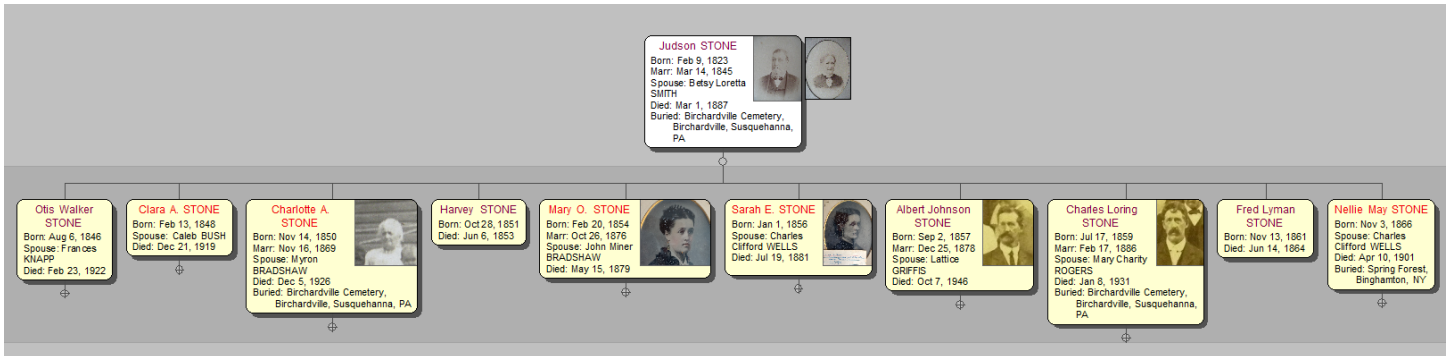 Judson STONE
Born: Feb 9, 1823
Marr: Mar 14, 1845
Spouse: Betsy Loretta
SMITH
Died: Mar 1, 1887
Buried: Birchardville Cemetery,
Birchardville, Susquehanna,
PA
Otis Walker
STONE
Born: Aug 6, 1846
Spouse: Frances
KNAPP
Died: Feb 23, 1922
Clara A. STONE
Born: Feb 13, 1848
Spouse: Caleb BUSH
Died: Dec 21, 1919
Charlotte A.
STONE
Born: Nov 14, 1850
Marr: Nov 16, 1869
Spouse: Myron
BRADSHAW
Died: Dec 5, 1926
Buried: Birchardville Cemetery,
Birchardville, Susquehanna, PA
Harvey STONE
Born: Oct 28, 1851
Died: Jun 6, 1853
Mary O. STONE
Born: Feb 20, 1854
Marr: Oct 26, 1876
Spouse: John Miner
BRADSHAW
Died: May 15, 1879
Sarah E. STONE
Born: Jan 1, 1856
Spouse: Charles
Clifford WELLS
Died: Jul 19, 1881
Albert Johnson
STONE
Born: Sep 2, 1857
Marr: Dec 25, 1878
Spouse: Lattice
GRIFFIS
Died: Oct 7, 1946
Charles Loring
STONE
Born: Jul 17, 1859
Marr: Feb 17, 1886
Spouse: Mary Charity
ROGERS
Died: Jan 8, 1931
Buried: Birchardville Cemetery,
Birchardville, Susquehanna,
PA
Fred Lyman
STONE
Born: Nov 13, 1861
Died: Jun 14, 1864
Nellie May STONE
Born: Nov 3, 1866
Spouse: Charles
Clifford WELLS
Died: Apr 10, 1901
Buried: Spring Forest,
Binghamton, NY